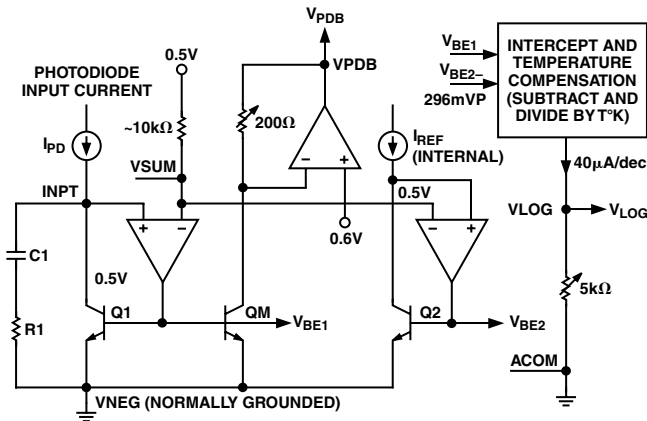 V_PDB
0.5V
VPDB
V_BE1
V_BE2–
296mVP
INTERCEPT AND
TEMPERATURE
COMPENSATION
(SUBTRACT AND
DIVIDE BY T°K)
PHOTODIODE
INPUT CURRENT
~10kΩ
200Ω
I_PD
I_REF
(INTERNAL)
40µA/dec
VSUM
INPT
0.5V
– +
+ –
– +
VLOG
V_LOG
0.6V
C1
0.5V
5kΩ
R1
Q1
QM
V_BE1
Q2
V_BE2
ACOM
VNEG (NORMALLY GROUNDED)